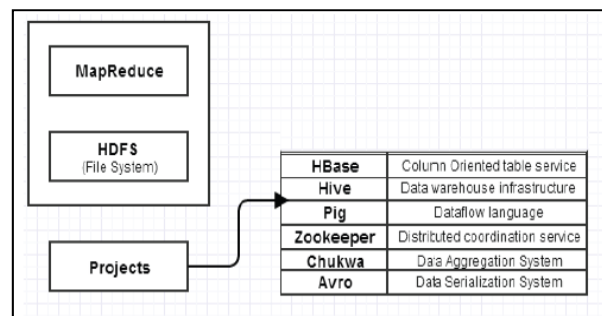 MapReduce
HDFS
(File System)
Projects
HBase Column Oriented table service
Hive Data warehouse infrastructure
Pig Dataflow language
Zookeeper Distributed coordination service
Chukwa Data Aggregation System
Avro Data Serialization System